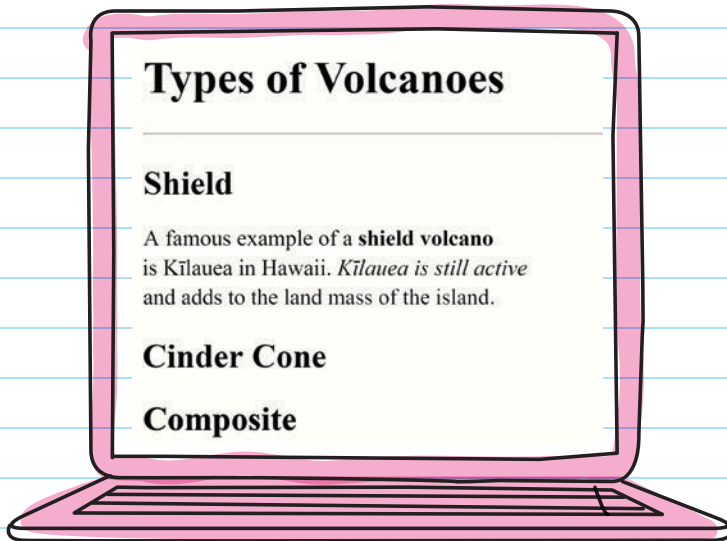 Types of Volcanoes
Shield
A famous example of a shield volcano
is Kīlauea in Hawaii. Kīlauea is still active
and adds to the land mass of the island.
Cinder Cone
Composite